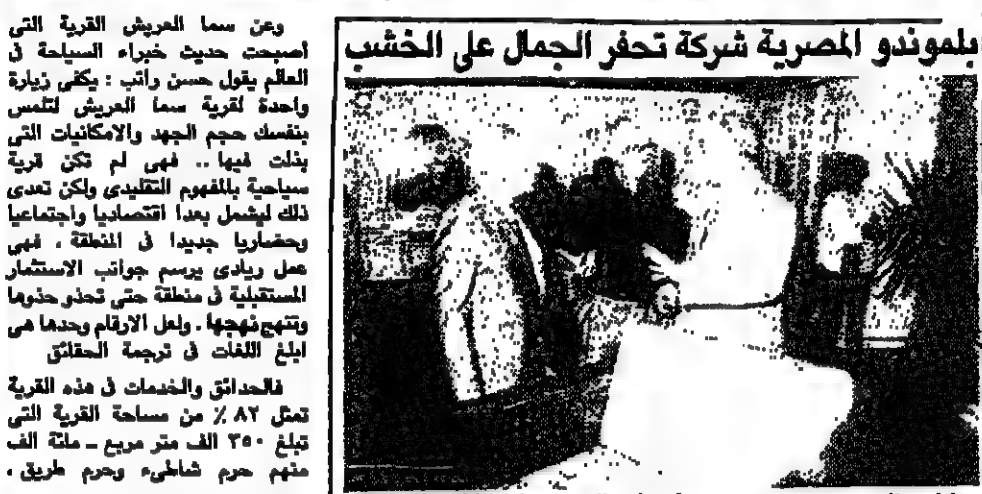 بلموندو المصرية شركة تحفر الجمال على الخشب
وعن سما العريش القرية التى
أصبحت حديث خبراء السياحة فى
العالم يقول حسن راتب : يكفى زيارة
واحدة لقرية سما العريش لتلمس
بنفسك حجم الجهد والامكانيات التى
بذلت فيها .. فهى لم تكن قرية
سياحية بالمفهوم التقليدى ولكن تعدى
ذلك ليشمل بعدا اقتصاديا واجتماعيا
وحضاريا جديدا فى المنطقة ، فهى
عمل ريادى يرسم جوانب الاستثمار
المستقبلية فى منطقة حتى تحذو حذوها
وتنتهج نهجها . ولعل الارقام وحدها هى
ابلغ اللغات فى ترجمة الحقائق
فالحدائق والخدمات فى هذه القرية
تمثل ٨٢ ٪ من مساحة القرية التى
تبلغ ٣٥٠ الف متر مربع ـ مائة الف
منهم حرم شاطىء وحرم طريق ،